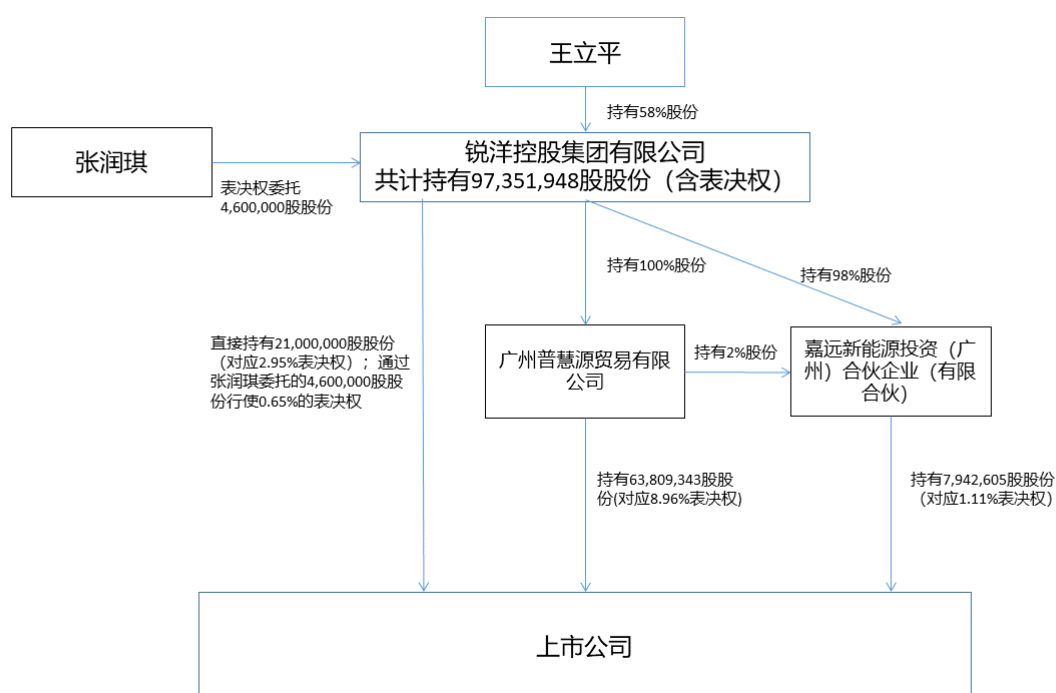 王立平
持有58%股份
张润琪
锐洋控股集团有限公司
共计持有97,351,948股股份（含表决权）
表决权委托
4,600,000股股份
持有100%股份
持有98%股份
直接持有21,000,000股股份
（对应2.95%表决权）；通过
张润琪委托的4,600,000股股
份行使0.65%的表决权
广州普慧源贸易有限
公司
持有2%股份
嘉远新能源投资（广
州）合伙企业（有限
合伙）
持有63,809,343股股
份(对应8.96%表决权)
持有7,942,605股股份
（对应1.11%表决权）
上市公司